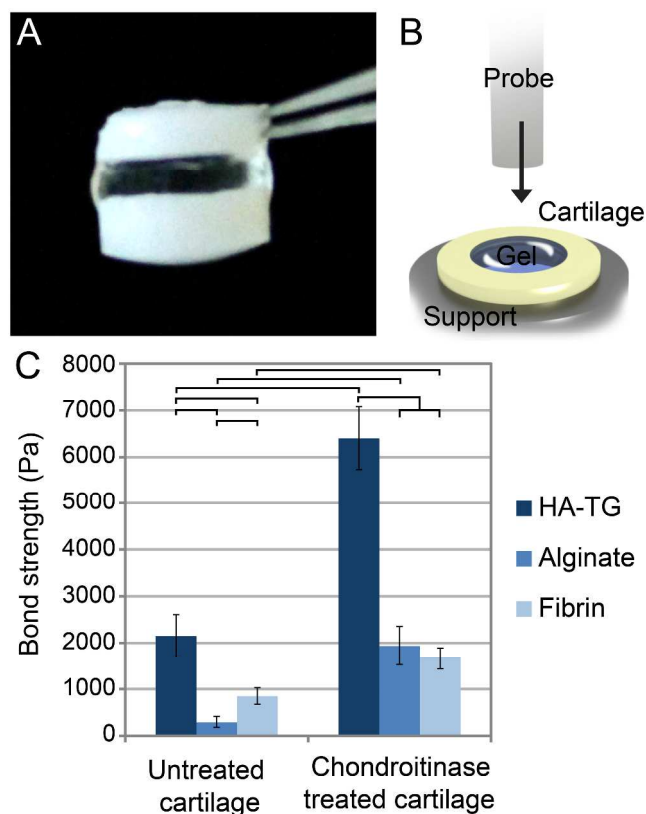 A
B
Probe
Cartilage
Gel
Support
C
Bond strength (Pa)
8000
7000
6000
5000
4000
3000
2000
1000
0
Untreated
cartilage
Chondroitinase
treated cartilage
HA-TG
Alginate
Fibrin